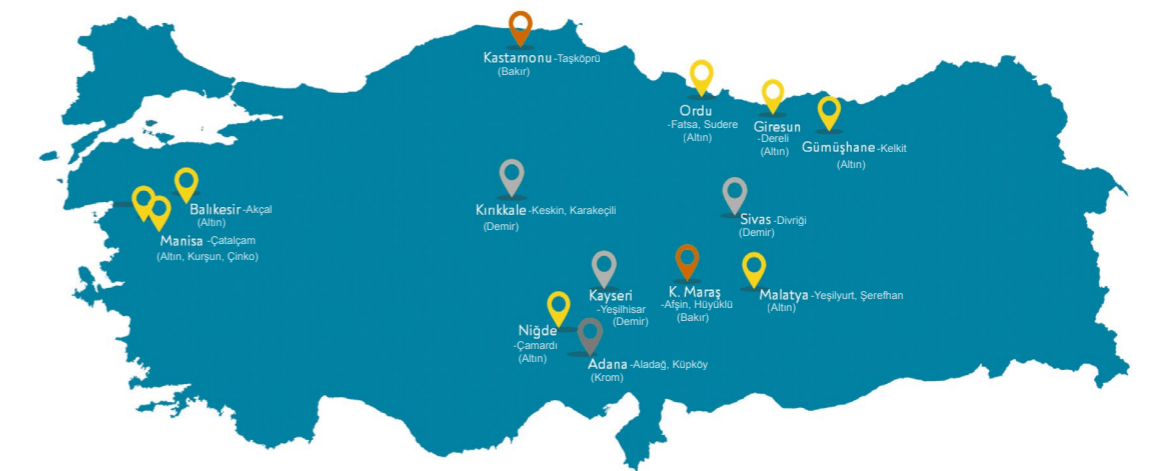 Kastamonu -Taşköprü
(Bakır)
Ordu
-Fatsa, Sudere
(Altın)
Giresun
-Dereli
(Altın)
Gümüşhane -Kelkit
(Altın)
Balıkesir -Akçal
(Altın)
Manisa -Çatalçam
(Altın, Kurşun, Çinko)
Kırıkkale -Keskin, Karakeçili
(Demir)
Sivas -Divriği
(Demir)
Kayseri
-Yeşilhisar
(Demir)
K. Maraş
-Afşin, Hüyüklü
(Bakır)
Malatya -Yeşilyurt, Şerefhan
(Altın)
Niğde
-Çamardı
(Altın)
Adana -Aladağ, Küpköy
(Krom)